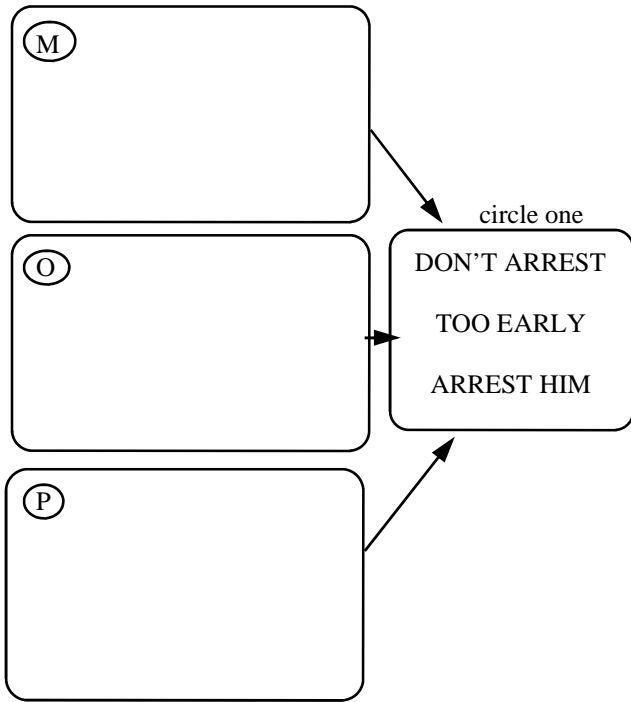 M
circle one
DON'T ARREST
O
TOO EARLY
ARREST HIM
P